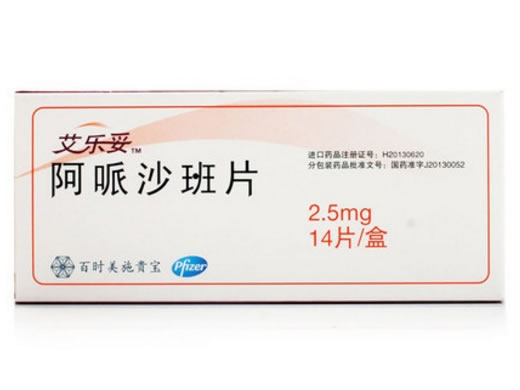 艾乐妥™
阿哌沙班片
进口药品注册证号：H20130620
分包装药品批准文号：国药准字J20130052
2.5mg
14片/盒
百时美施贵宝
Pfizer